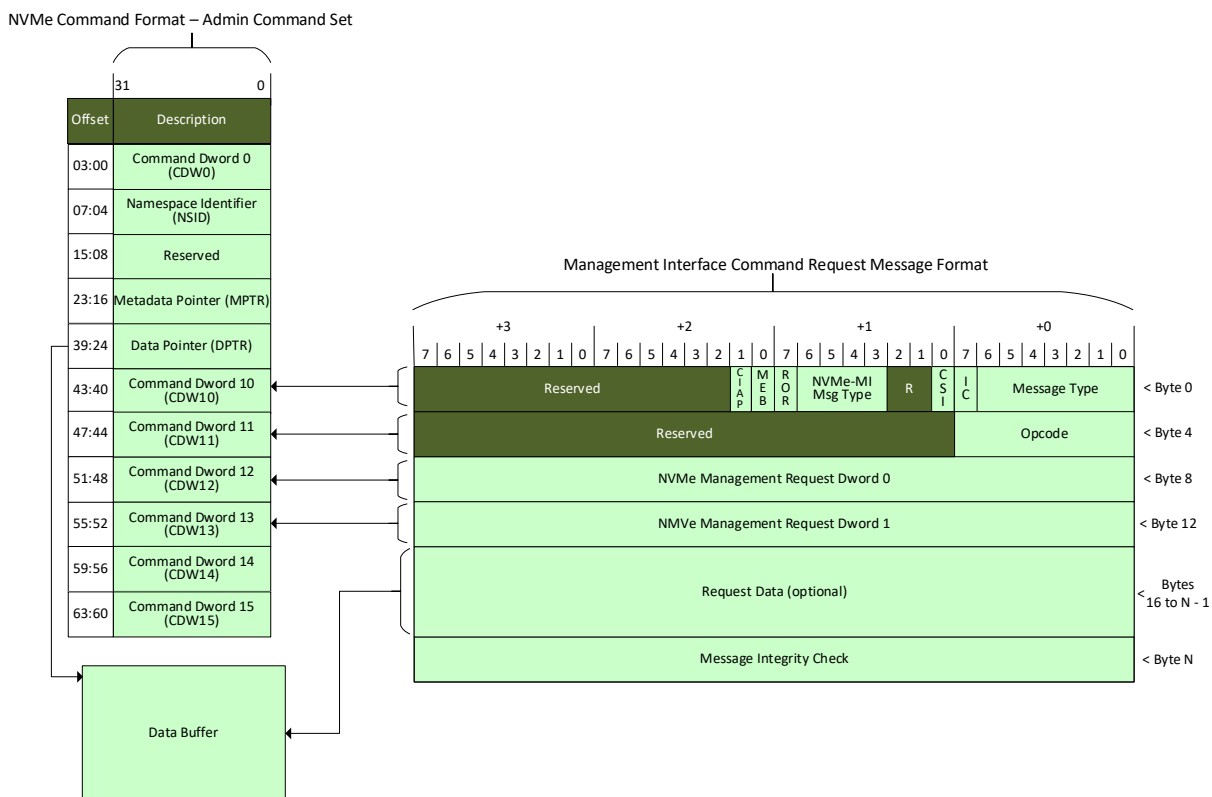 NVMe Command Format – Admin Command Set
31 0
Offset Description
03:00 Command Dword 0
(CDW0)
07:04 Namespace Identifier
(NSID)
15:08 Reserved
23:16 Metadata Pointer (MPTR)
39:24 Data Pointer (DPTR)
43:40 Command Dword 10
(CDW10)
47:44 Command Dword 11
(CDW11)
51:48 Command Dword 12
(CDW12)
55:52 Command Dword 13
(CDW13)
59:56 Command Dword 14
(CDW14)
63:60 Command Dword 15
(CDW15)
Data Buffer
Management Interface Command Request Message Format
+3 +2 +1 +0
7 6 5 4 3 2 1 0 7 6 5 4 3 2 1 0 7 6 5 4 3 2 1 0 7 6 5 4 3 2 1 0
Reserved CIAP MEB ROR NVMe-MI
Msg Type R CSI IC Message Type < Byte 0
Reserved Opcode < Byte 4
NVMe Management Request Dword 0 < Byte 8
NMVe Management Request Dword 1 < Byte 12
Request Data (optional) < Bytes
16 to N - 1
Message Integrity Check < Byte N